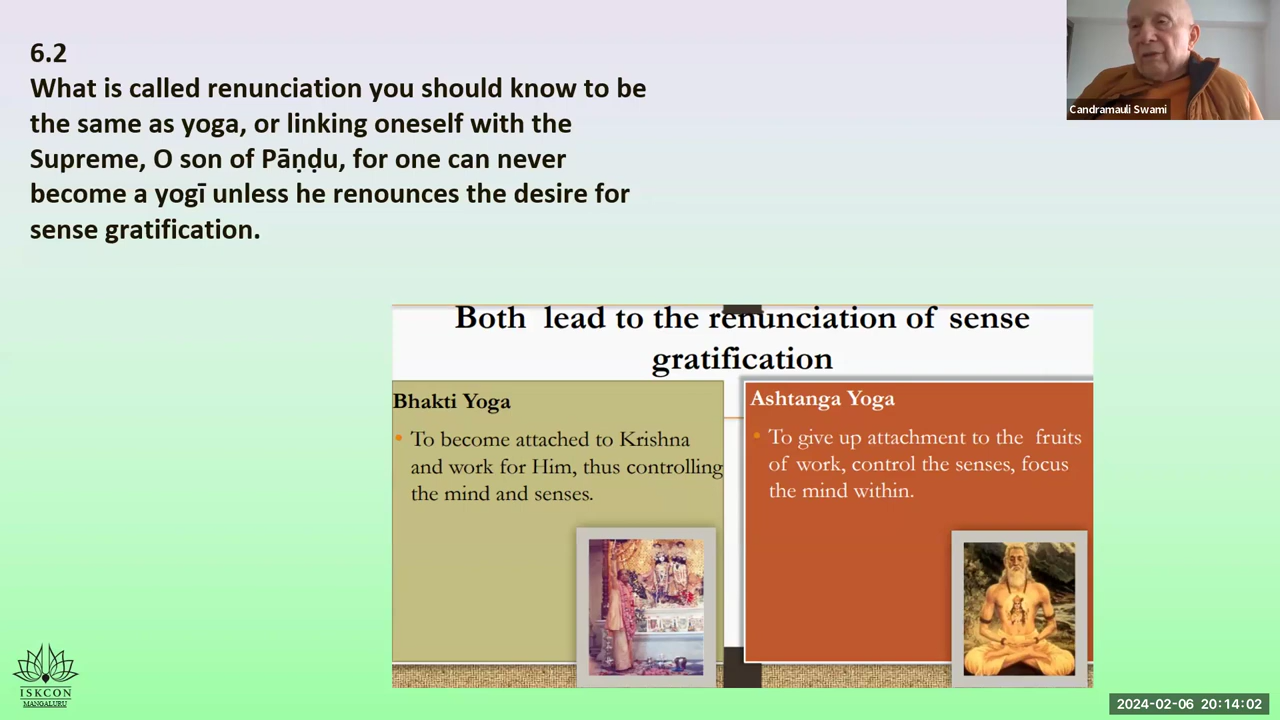 6.2
What is called renunciation you should know to be
the same as yoga, or linking oneself with the
Supreme, O son of Pāṇḍu, for one can never
become a yogī unless he renounces the desire for
sense gratification.
Candramauli Swami
Both lead to the renunciation of sense
gratification
Bhakti Yoga
• To become attached to Krishna
and work for Him, thus controlling
the mind and senses.
Ashtanga Yoga
• To give up attachment to the fruits
of work, control the senses, focus
the mind within.
ISKCON
MANGALURU
2024-02-06 20:14:02